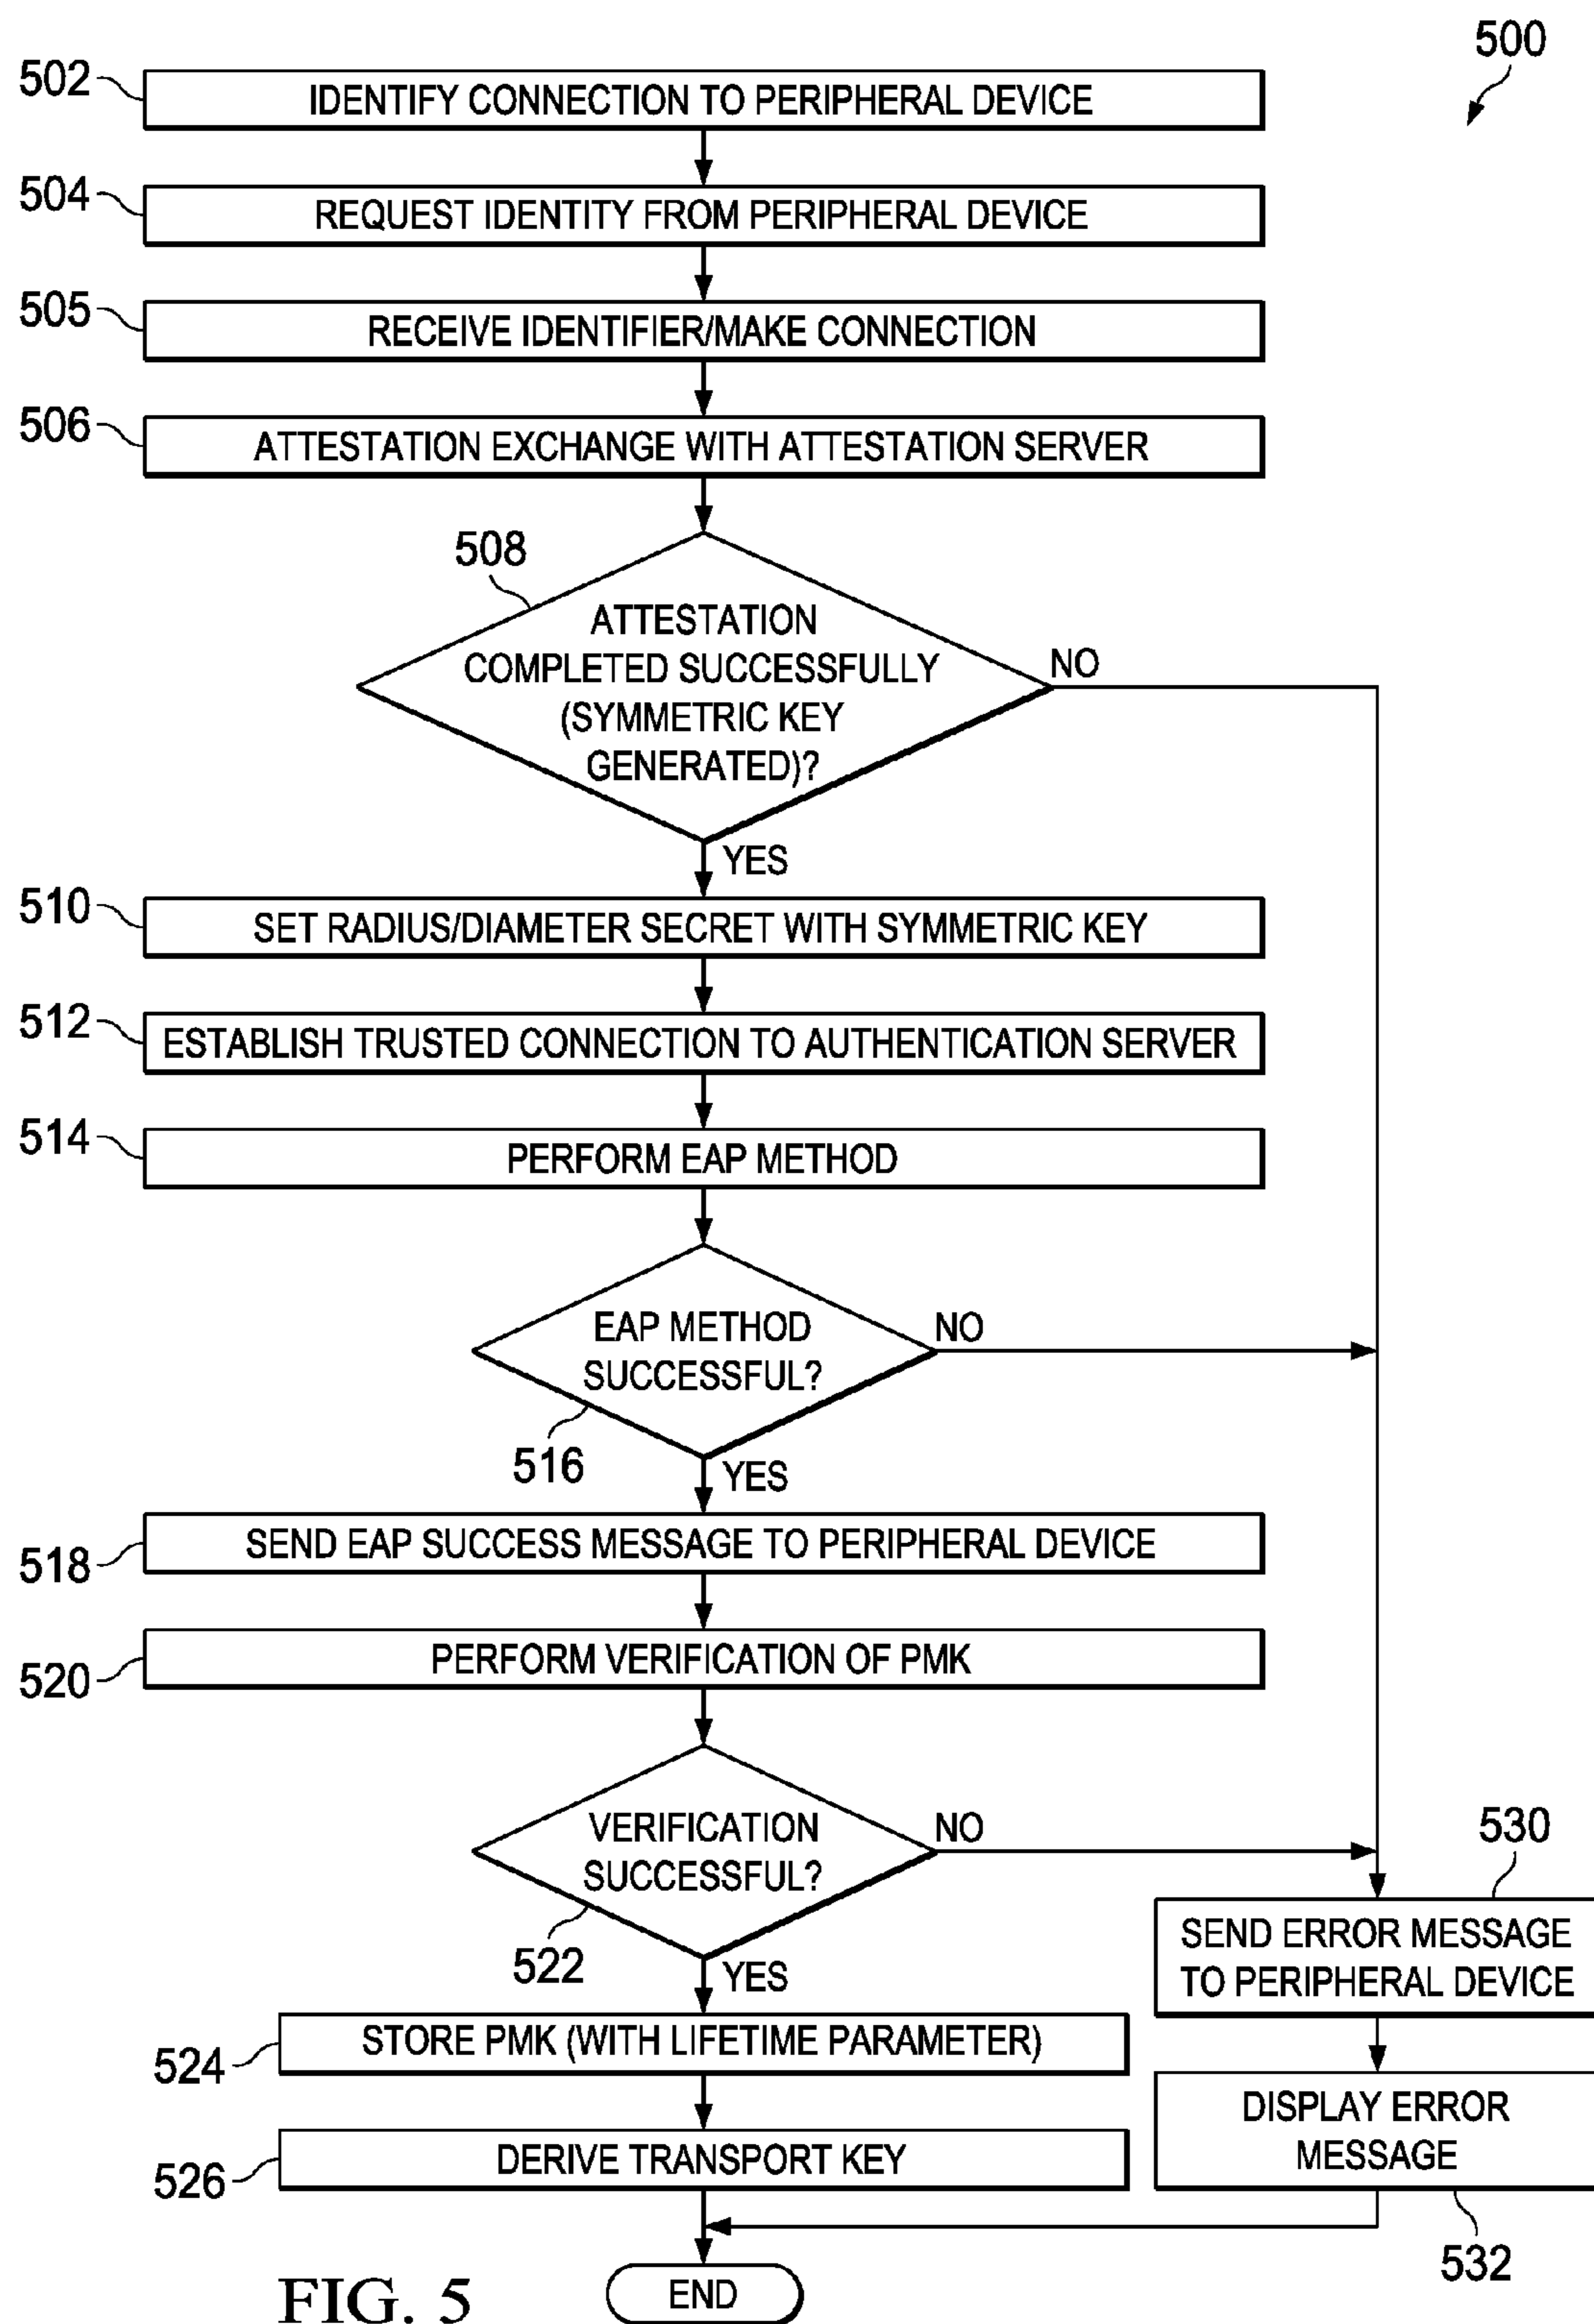 500
502
IDENTIFY CONNECTION TO PERIPHERAL DEVICE
504
REQUEST IDENTITY FROM PERIPHERAL DEVICE
505
RECEIVE IDENTIFIER/MAKE CONNECTION
506
ATTESTATION EXCHANGE WITH ATTESTATION SERVER
508
ATTESTATION
COMPLETED SUCCESSFULLY
(SYMMETRIC KEY
GENERATED)?
NO
YES
510
SET RADIUS/DIAMETER SECRET WITH SYMMETRIC KEY
512
ESTABLISH TRUSTED CONNECTION TO AUTHENTICATION SERVER
514
PERFORM EAP METHOD
EAP METHOD
SUCCESSFUL?
NO
516
YES
518
SEND EAP SUCCESS MESSAGE TO PERIPHERAL DEVICE
520
PERFORM VERIFICATION OF PMK
VERIFICATION
SUCCESSFUL?
NO
522
YES
530
SEND ERROR MESSAGE
TO PERIPHERAL DEVICE
524
STORE PMK (WITH LIFETIME PARAMETER)
526
DERIVE TRANSPORT KEY
DISPLAY ERROR
MESSAGE
532
END
FIG. 5